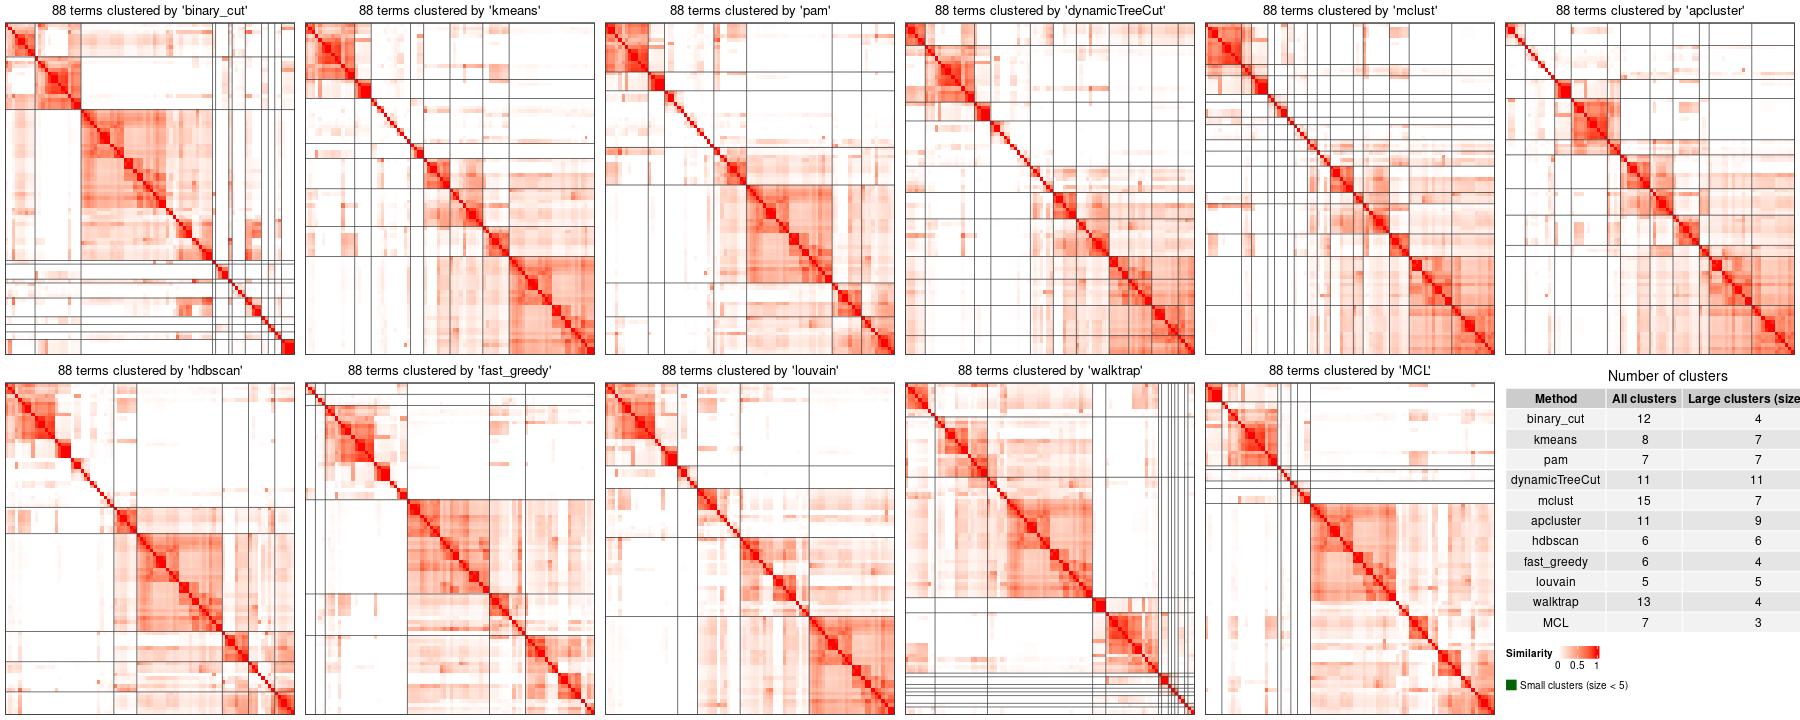 88 terms clustered by 'binary_cut'
88 terms clustered by 'kmeans'
88 terms clustered by 'pam'
88 terms clustered by 'dynamicTreeCut'
88 terms clustered by 'mclust'
88 terms clustered by 'apcluster'
88 terms clustered by 'hdbscan'
88 terms clustered by 'fast_greedy'
88 terms clustered by 'louvain'
88 terms clustered by 'walktrap'
88 terms clustered by 'MCL'
Number of clusters
Method All clusters Large clusters (size
binary_cut 12 4
kmeans 8 7
pam 7 7
dynamicTreeCut 11 11
mclust 15 7
apcluster 11 9
hdbscan 6 6
fast_greedy 6 4
louvain 5 5
walktrap 13 4
MCL 7 3
Similarity
0 0.5 1
Small clusters (size < 5)